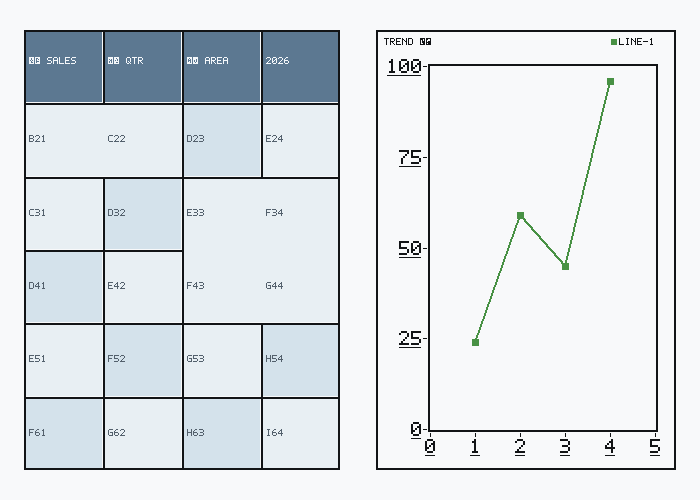 SALES QTR AREA 2026
B21 C22 D23 E24
C31 D32 E33 F34
D41 E42 F43 G44
E51 F52 G53 H54
F61 G62 H63 I64
TREND LINE-1
100
75
50
25
0
0 1 2 3 4 5